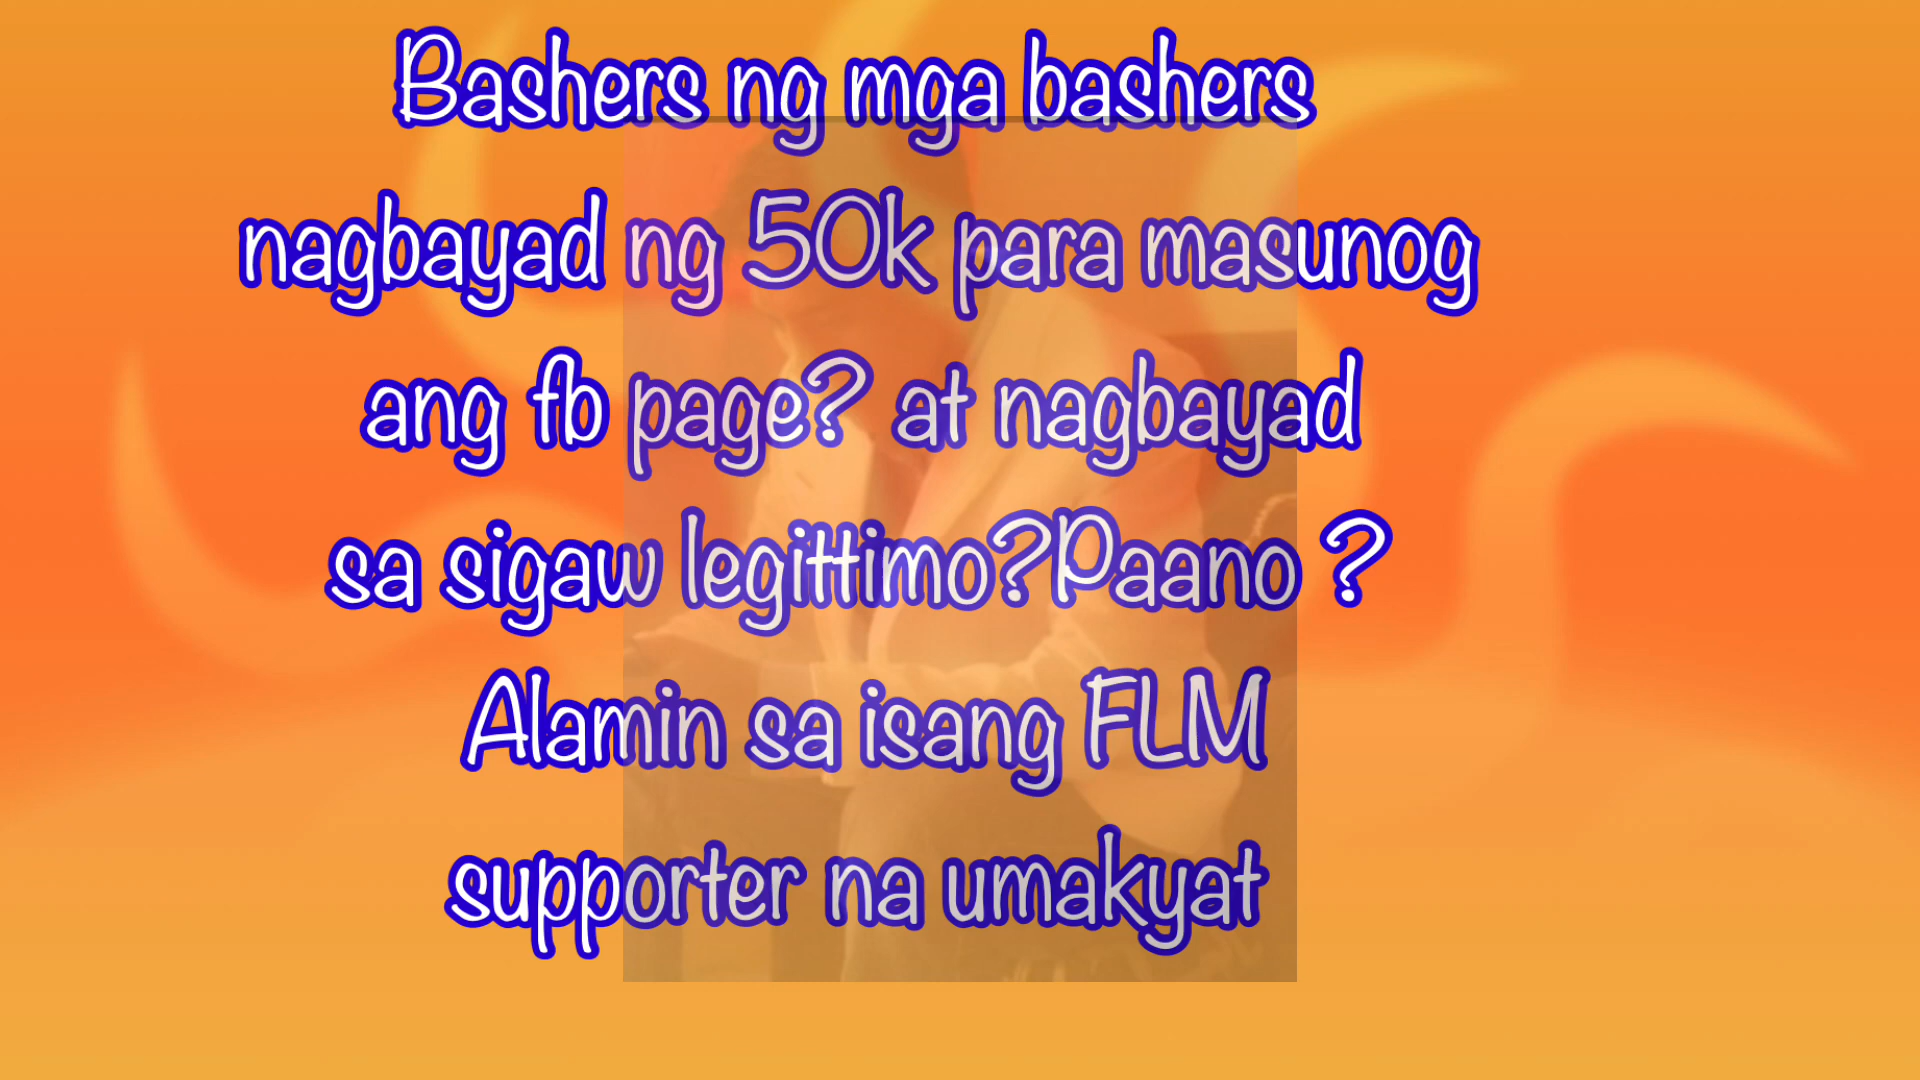 Bashers ng mga bashers
nagbayad ng 50k para masunog
ang fb page? at nagbayad
sa sigaw legittimo?Paano ?
Alamin sa isang FLM
supporter na umakyat